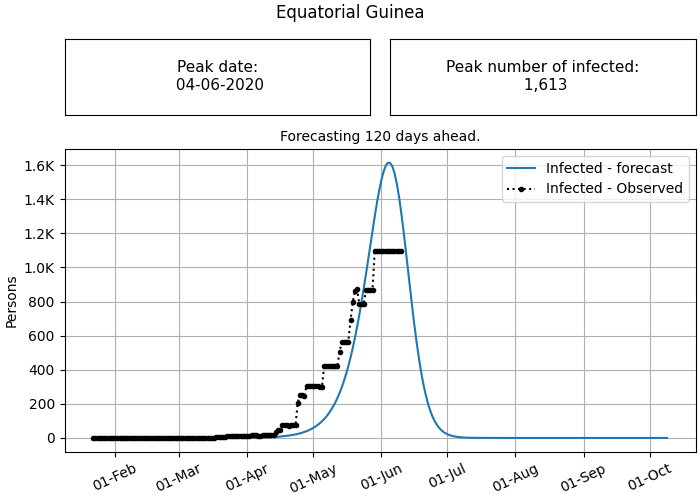 Equatorial Guinea
Peak date:
04-06-2020
Peak number of infected:
1,613
Forecasting 120 days ahead.
Infected - forecast
Infected - Observed
Persons
1.6K
1.4K
1.2K
1.0K
800
600
400
200
0
01-Feb
01-Mar
01-Apr
01-May
01-Jun
01-Jul
01-Aug
01-Sep
01-Oct